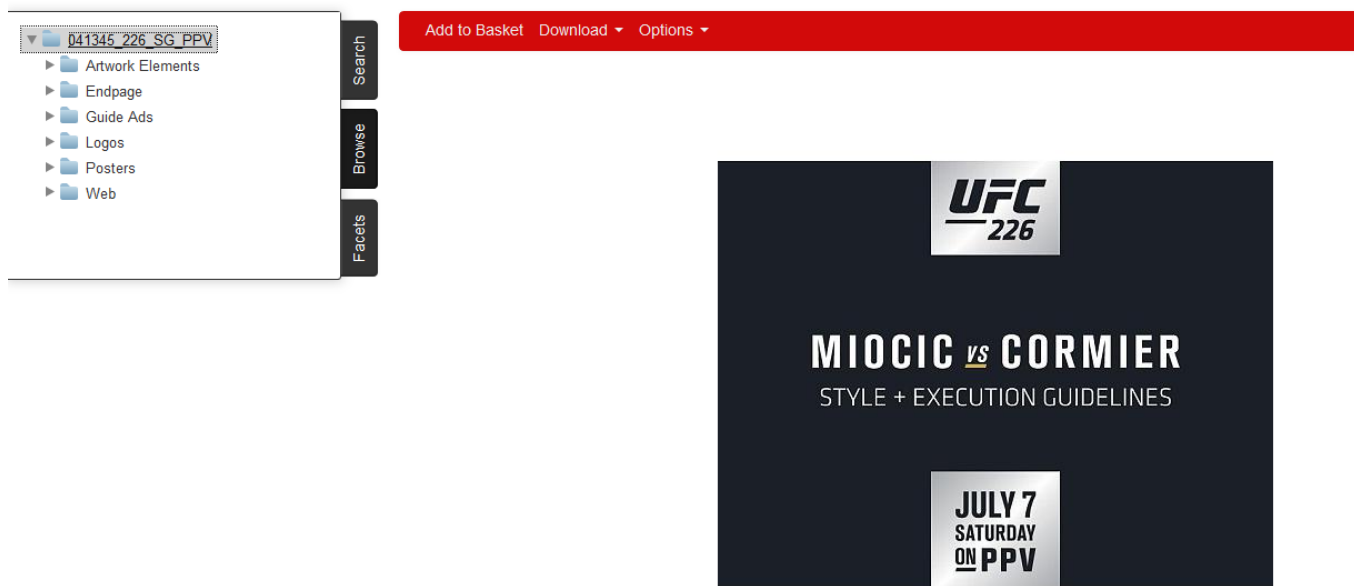 041345_226_SG_PPV
Artwork Elements
Endpage
Guide Ads
Logos
Posters
Web
Search
Browse
Facets
Add to Basket Download Options
UFC
226
MIOCIC vs CORMIER
STYLE + EXECUTION GUIDELINES
JULY 7
SATURDAY
ON PPV